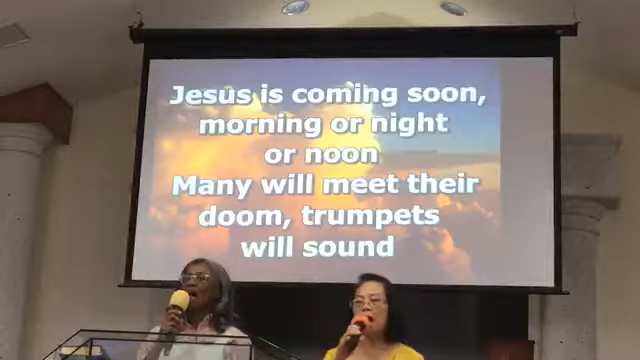 Jesus is coming soon,
morning or night
or noon
Many will meet their
doom, trumpets
will sound